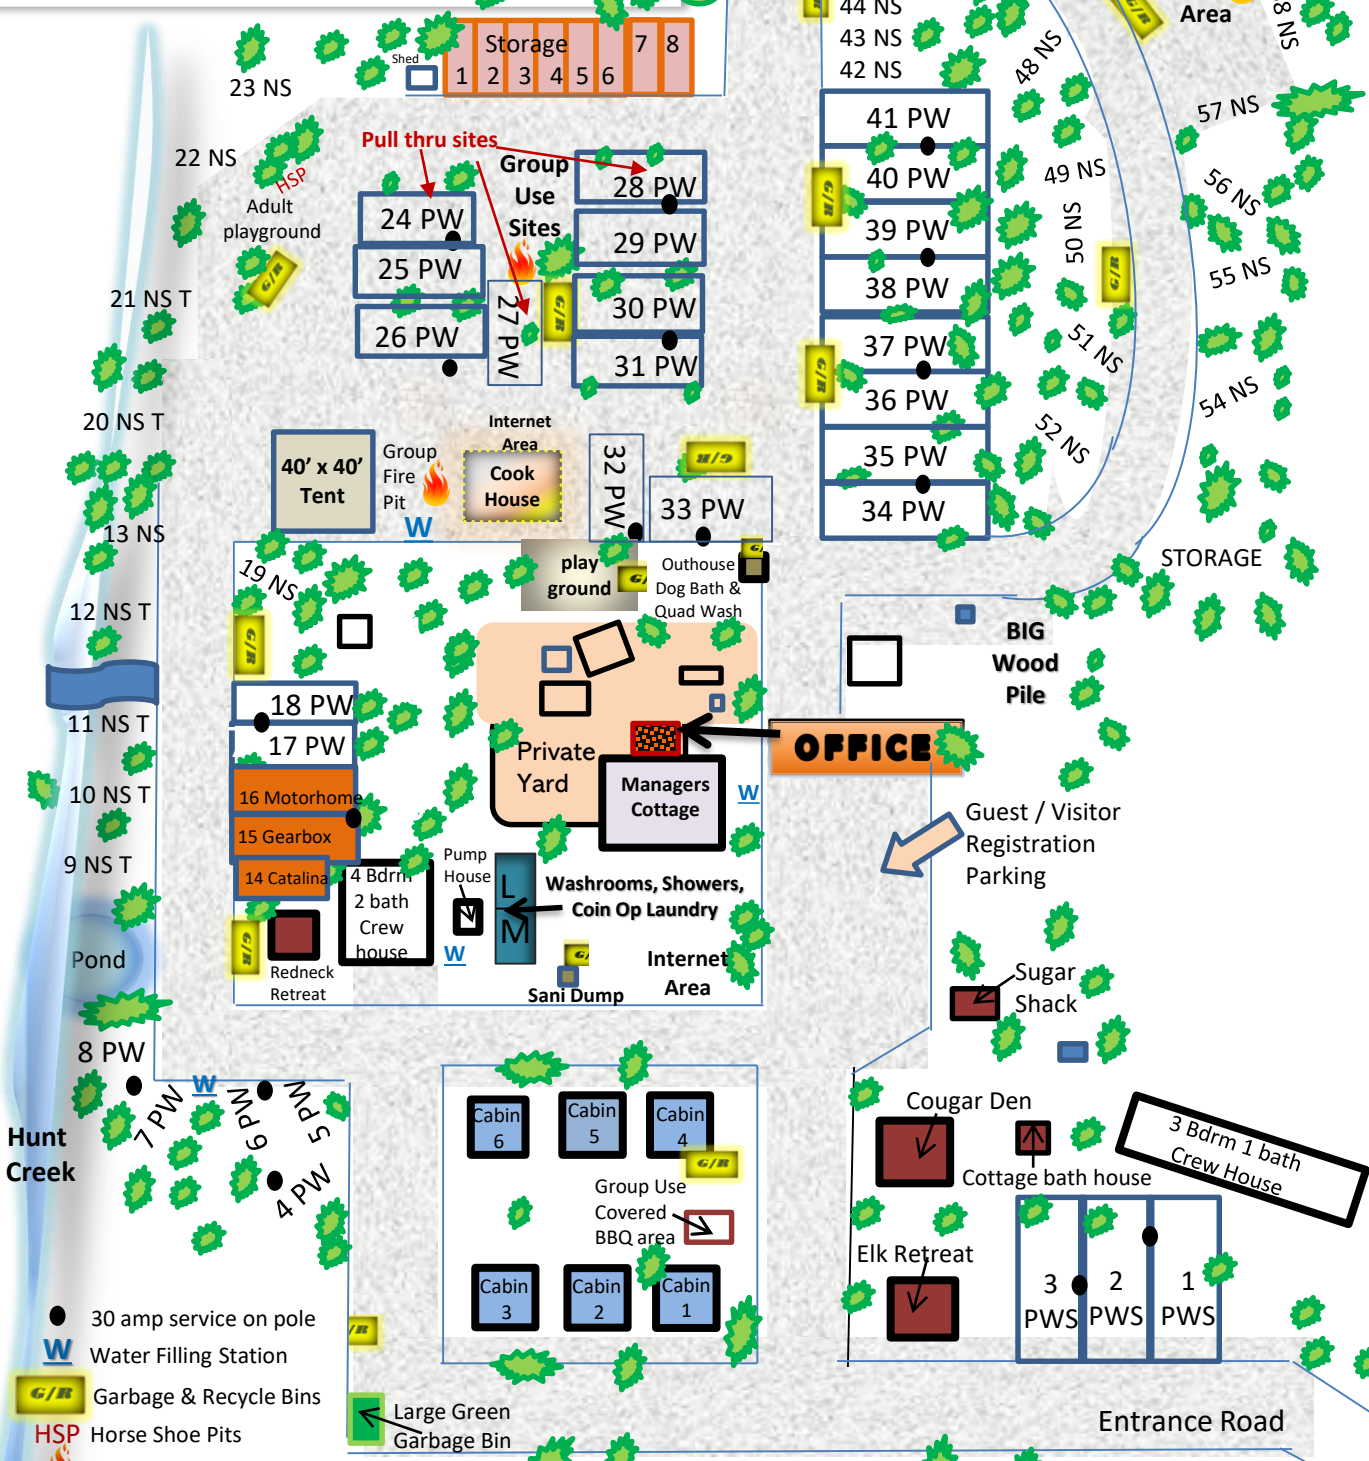 44 NS
43 NS
42 NS
Area
8 NS
48 NS
Storage
1 2 3 4 5 6 7 8
Shed
23 NS
57 NS
41 PW
Pull thru sites
22 NS
HSP
Adult
playground
Group
Use
Sites
28 PW
40 PW
G/R
49 NS
56 NS
24 PW
29 PW
39 PW
50 NS
25 PW
G/R
55 NS
G/R
38 PW
21 NS T
27 PW
G/R
30 PW
26 PW
31 PW
37 PW
51 NS
G/R
36 PW
54 NS
20 NS T
Internet
Area
40' x 40'
Tent
Group
Fire
Pit
W
Cook
House
32 PW
G/R
33 PW
35 PW
52 NS
34 PW
13 NS
19 NS
play
ground
G/
Outhouse
Dog Bath &
Quad Wash
G/
STORAGE
12 NS T
G/R
BIG
Wood
Pile
18 PW
11 NS T
17 PW
Private
Yard
OFFICE
16 Motorhome
10 NS T
Managers
Cottage
W
Guest / Visitor
Registration
Parking
15 Gearbox
9 NS T
14 Catalina
4 Bdrm
2 bath
Crew
house
Pump
House
W
L
M
Washrooms, Showers,
Coin Op Laundry
G/R
Redneck
Retreat
Pond
G/
Sani Dump
Internet
Area
Sugar
Shack
8 PW
W
7 PW
6 PW
5 PW
4 PW
Hunt
Creek
Cabin
6
Cabin
5
Cabin
4
G/R
Group Use
Covered
BBQ area
Cabin
3
Cabin
2
Cabin
1
Cougar Den
Cottage bath house
3 Bdrm 1 bath
Crew House
Elk Retreat
3
PWS
2
PWS
1
PWS
30 amp service on pole
W Water Filling Station
G/R Garbage & Recycle Bins
HSP Horse Shoe Pits
/R
Large Green
Garbage Bin
Entrance Road
G/R